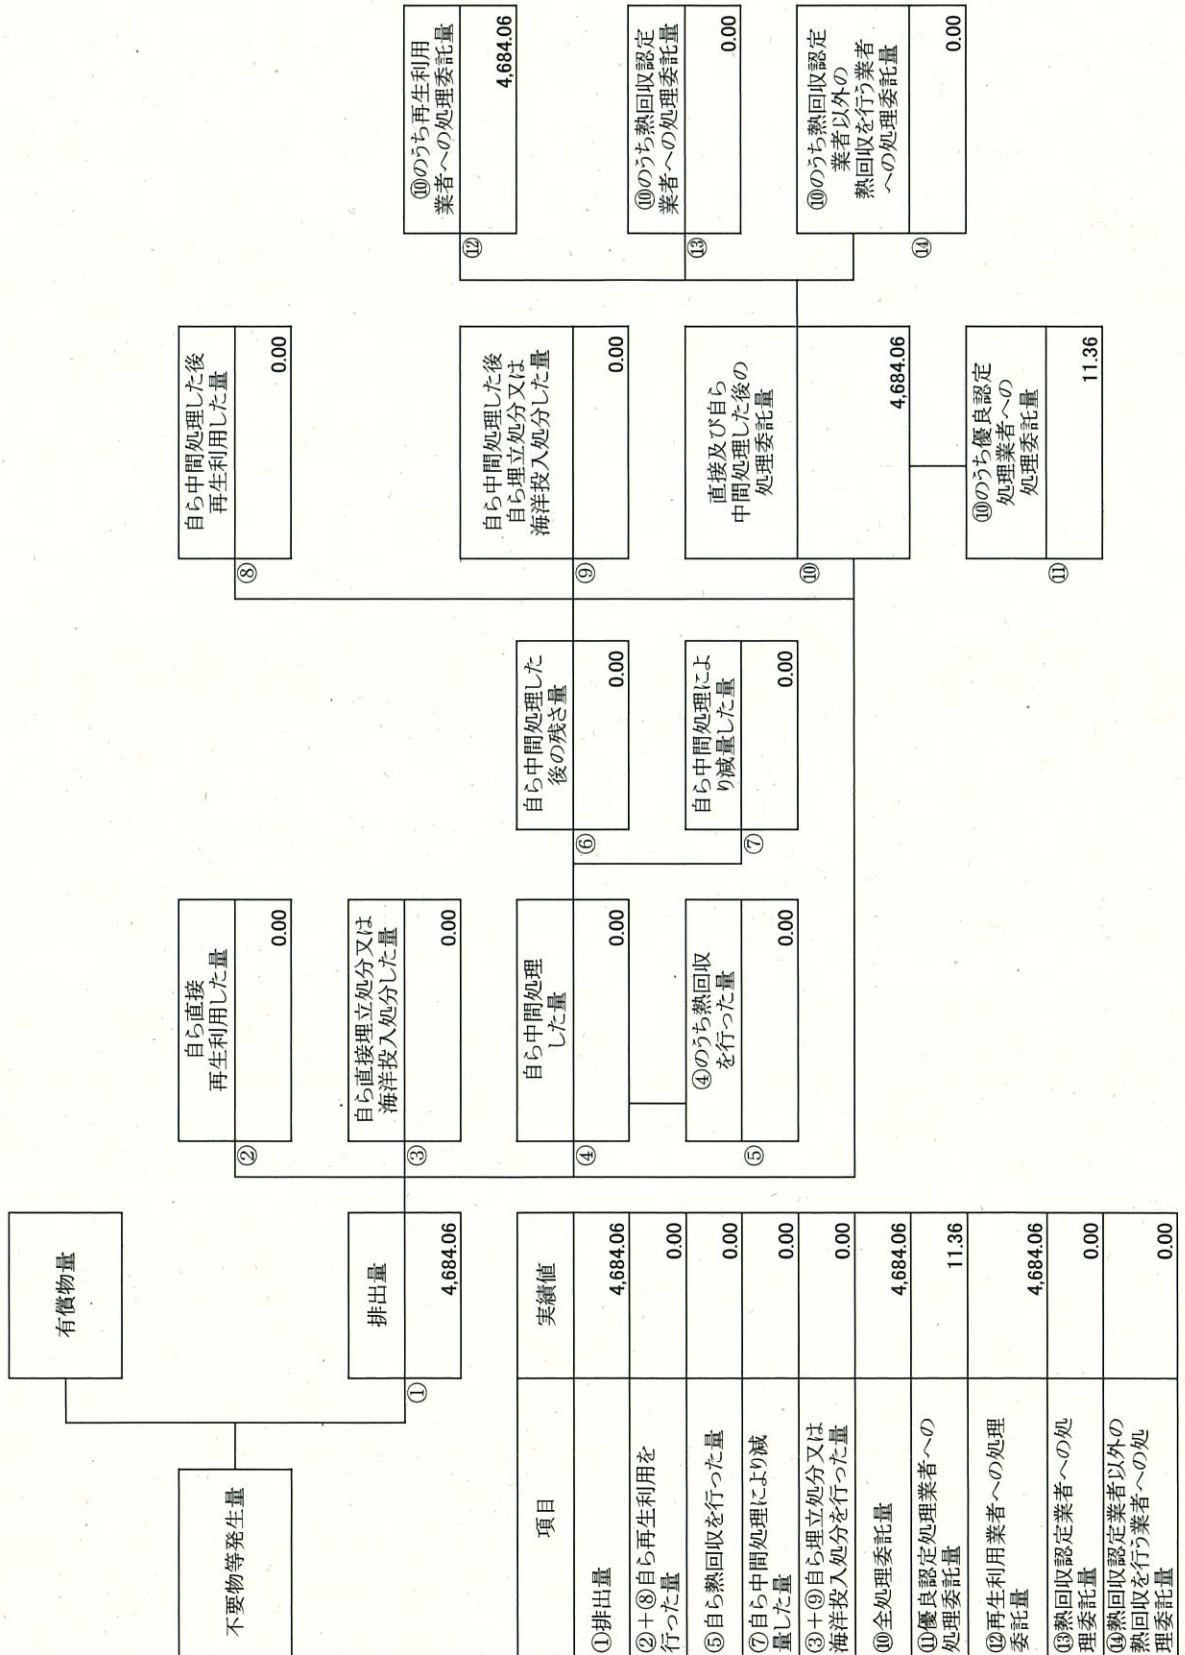 不要物等発生量
有償物量
排出量
①
4,684.06
自ら直接
再生利用した量
②
0.00
自ら直接埋立処分又は
海洋投入処分した量
③
0.00
自ら中間処理
した量
④
0.00
④のうち熱回収
を行った量
⑤
0.00
自ら中間処理した
後の残さ量
⑥
0.00
自ら中間処理によ
り減量した量
⑦
0.00
自ら中間処理した後
再生利用した量
⑧
0.00
自ら中間処理した後
自ら埋立処分又は
海洋投入処分した量
⑨
0.00
直接及び自ら
中間処理した後の
処理委託量
⑩
4,684.06
⑩のうち優良認定
処理業者への
処理委託量
⑪
11.36
⑩のうち再生利用
業者への処理委託量
⑫
4,684.06
⑩のうち熱回収認定
業者への処理委託量
⑬
0.00
⑩のうち熱回収認定
業者以外の
熱回収を行う業者
への処理委託量
⑭
0.00
項目 実績値
①排出量 4,684.06
②+⑧自ら再生利用を
行った量 0.00
⑤自ら熱回収を行った量 0.00
⑦自ら中間処理により減
量した量 0.00
③+⑨自ら埋立処分又は
海洋投入処分を行った量 0.00
⑩全処理委託量 4,684.06
⑪優良認定処理業者への
処理委託量 11.36
⑫再生利用業者への処理
委託量 4,684.06
⑬熱回収認定業者への処
理委託量 0.00
⑭熱回収認定業者以外の
熱回収を行う業者への処
理委託量 0.00